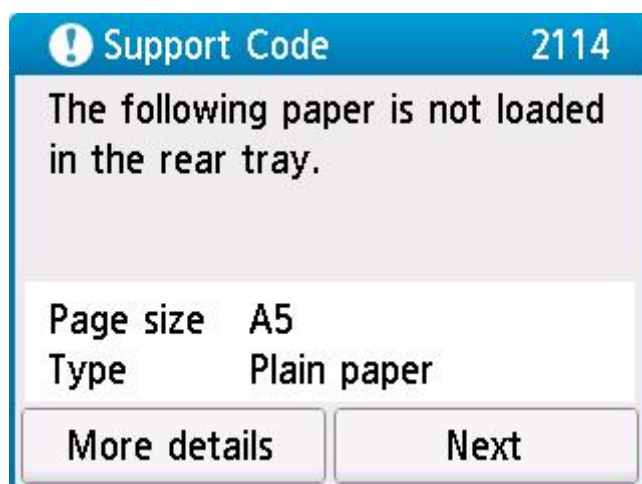 Support Code 2114
The following paper is not loaded
in the rear tray.
Page size A5
Type Plain paper
More details Next